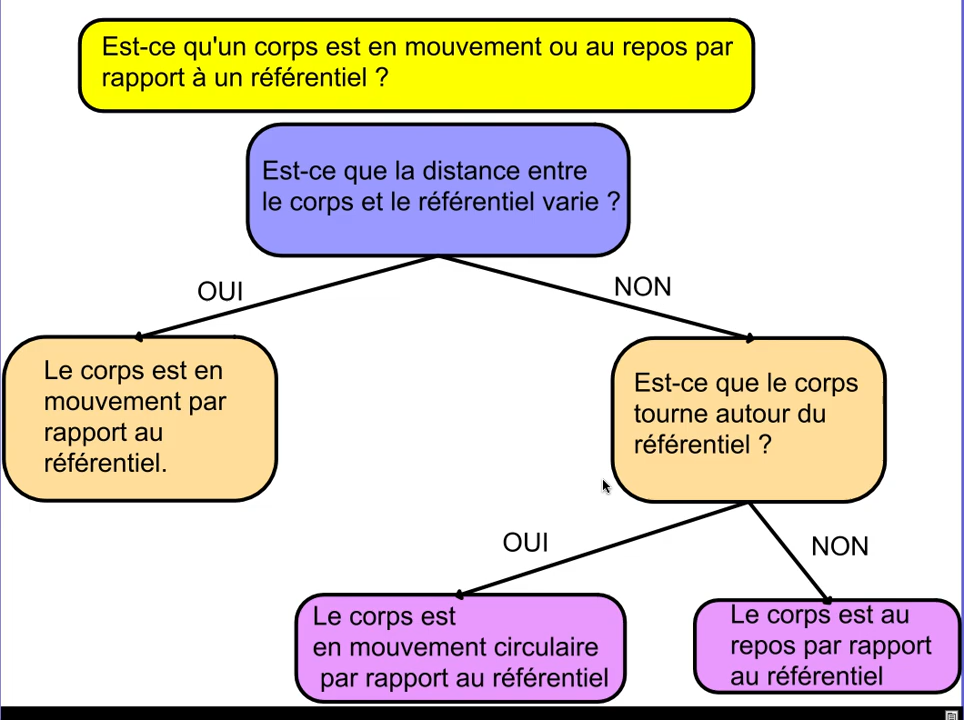 Est-ce qu'un corps est en mouvement ou au repos par
rapport à un référentiel ?
Est-ce que la distance entre
le corps et le référentiel varie ?
OUI
NON
Le corps est en
mouvement par
rapport au
référentiel.
Est-ce que le corps
tourne autour du
référentiel ?
OUI
NON
Le corps est
en mouvement circulaire
par rapport au référentiel
Le corps est au
repos par rapport
au référentiel